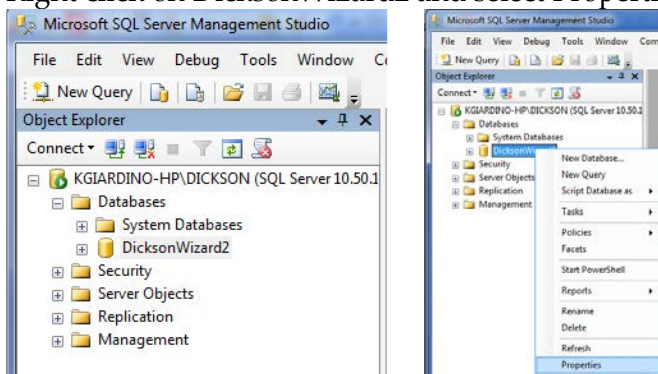 Right click on DicksonWizard2 and select Properti
Microsoft SQL Server Management Studio
File Edit View Debug Tools Window C
New Query
Object Explorer
Connect
KGIARDINO-HP\DICKSON (SQL Server 10.50.1
Databases
System Databases
DicksonWizard2
Security
Server Objects
Replication
Management
Microsoft SQL Server Management Studio
File Edit View Debug Tools Window Com
New Query
Object Explorer
Connect
KGIARDINO-HP\DICKSON (SQL Server 10.50.1
Databases
System Databases
DicksonWi
Security
Server Objects
Replication
Management
New Database...
New Query
Script Database as
Tasks
Policies
Facets
Start PowerShell
Reports
Rename
Delete
Refresh
Properties